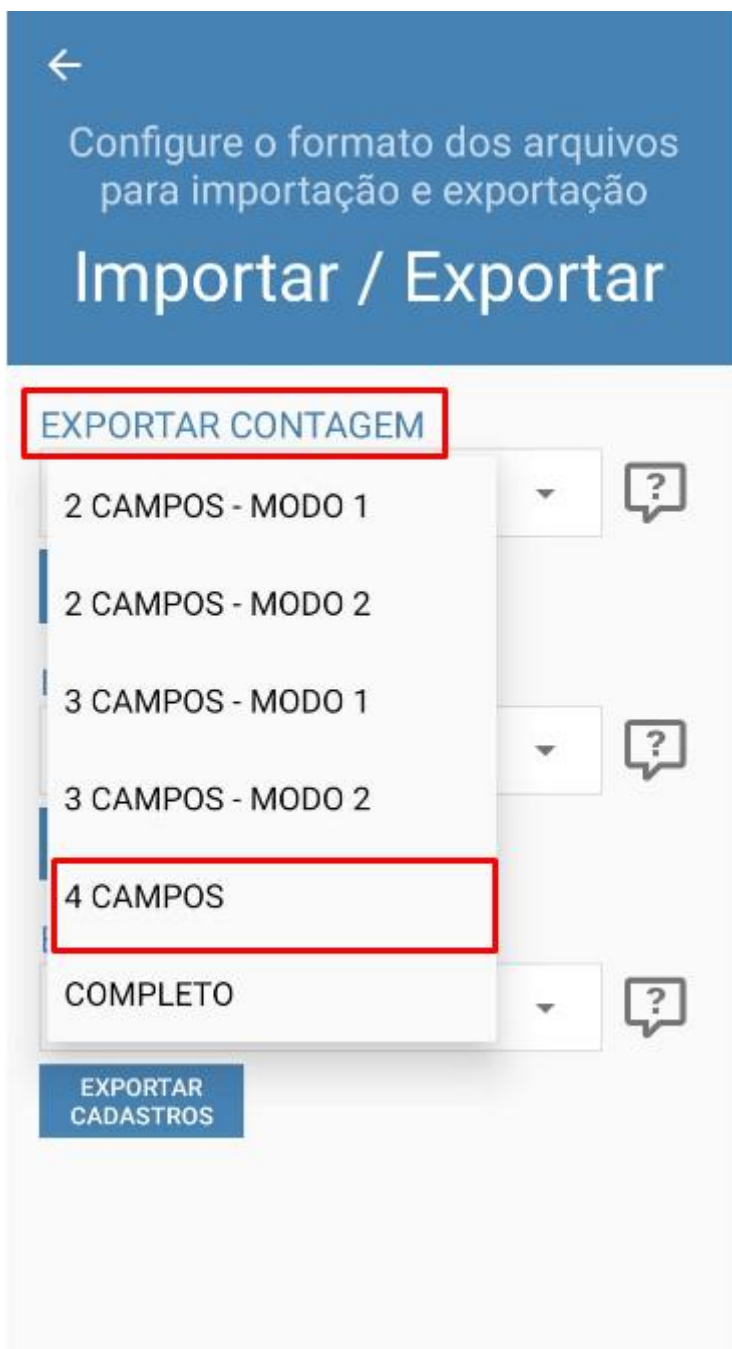 Configure o formato dos arquivos
para importação e exportação
Importar / Exportar
EXPORTAR CONTAGEM
2 CAMPOS - MODO 1
2 CAMPOS - MODO 2
3 CAMPOS - MODO 1
3 CAMPOS - MODO 2
4 CAMPOS
COMPLETO
?
?
?
EXPORTAR
CADASTROS